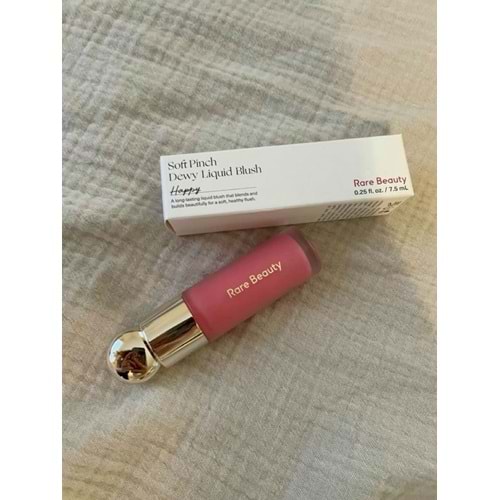 Soft Pinch
Dewy Liquid Blush
Happy
A long-lasting liquid blush that blends and
builds beautifully for a soft, healthy flush.
Rare Beauty
0.25 fl. oz. / 7.5 mL
Rare Beauty